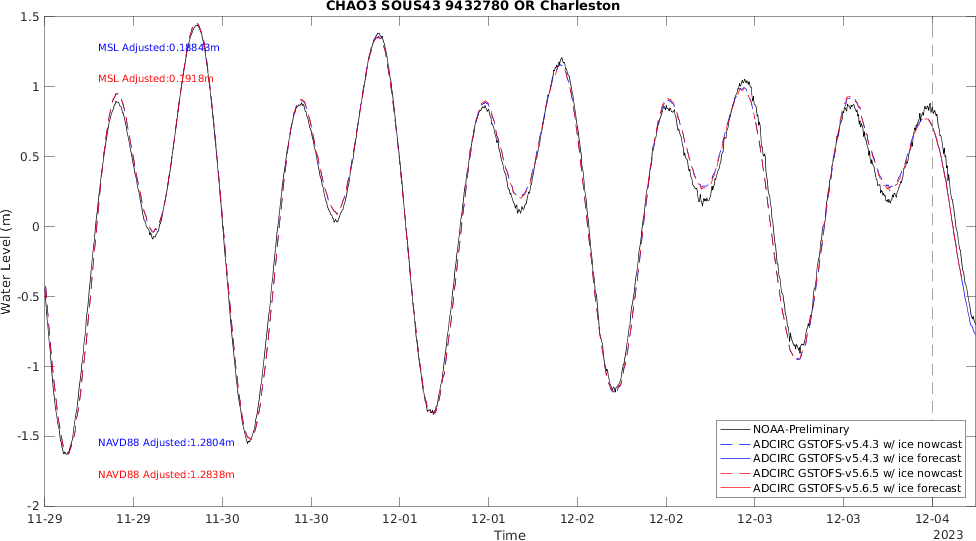 CHAO3 SOUS43 9432780 OR Charleston
1.5
1
0.5
0
-0.5
-1
-1.5
-2
Water Level (m)
MSL Adjusted:0.18843m
MSL Adjusted:0.1918m
NAVD88 Adjusted:1.2804m
NAVD88 Adjusted:1.2838m
NOAA-Preliminary
ADCIRC GSTOFS-v5.4.3 w/ ice nowcast
ADCIRC GSTOFS-v5.4.3 w/ ice forecast
ADCIRC GSTOFS-v5.6.5 w/ ice nowcast
ADCIRC GSTOFS-v5.6.5 w/ ice forecast
11-29 11-29 11-30 11-30 12-01 12-01 12-02 12-02 12-03 12-03 12-04
Time
2023